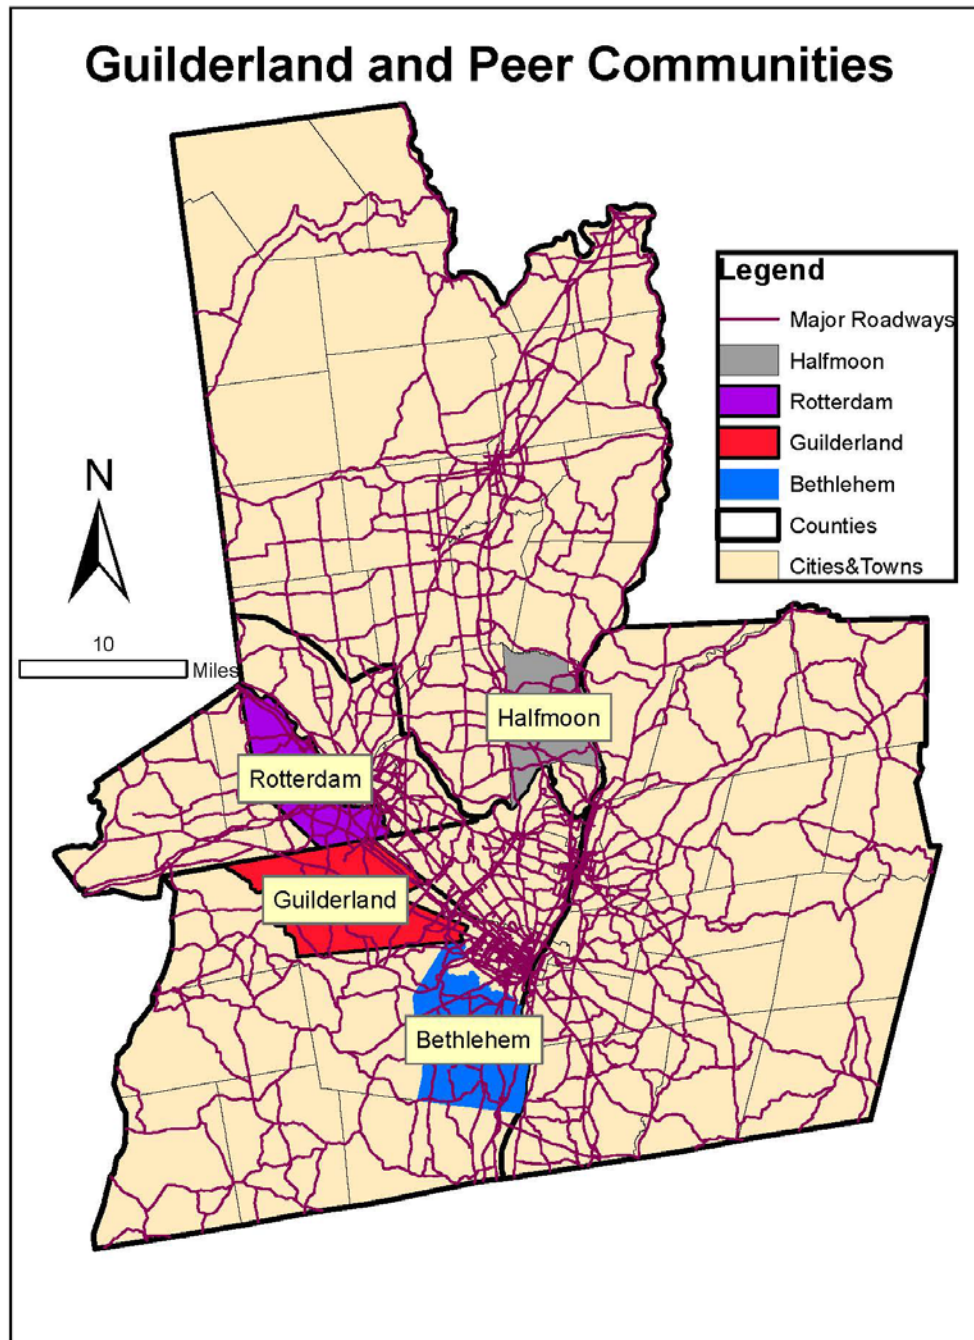 Guilderland and Peer Communities
Legend
Major Roadways
Halfmoon
Rotterdam
Guilderland
Bethlehem
Counties
Cities&Towns
N
10
Miles
Halfmoon
Rotterdam
Guilderland
Bethlehem